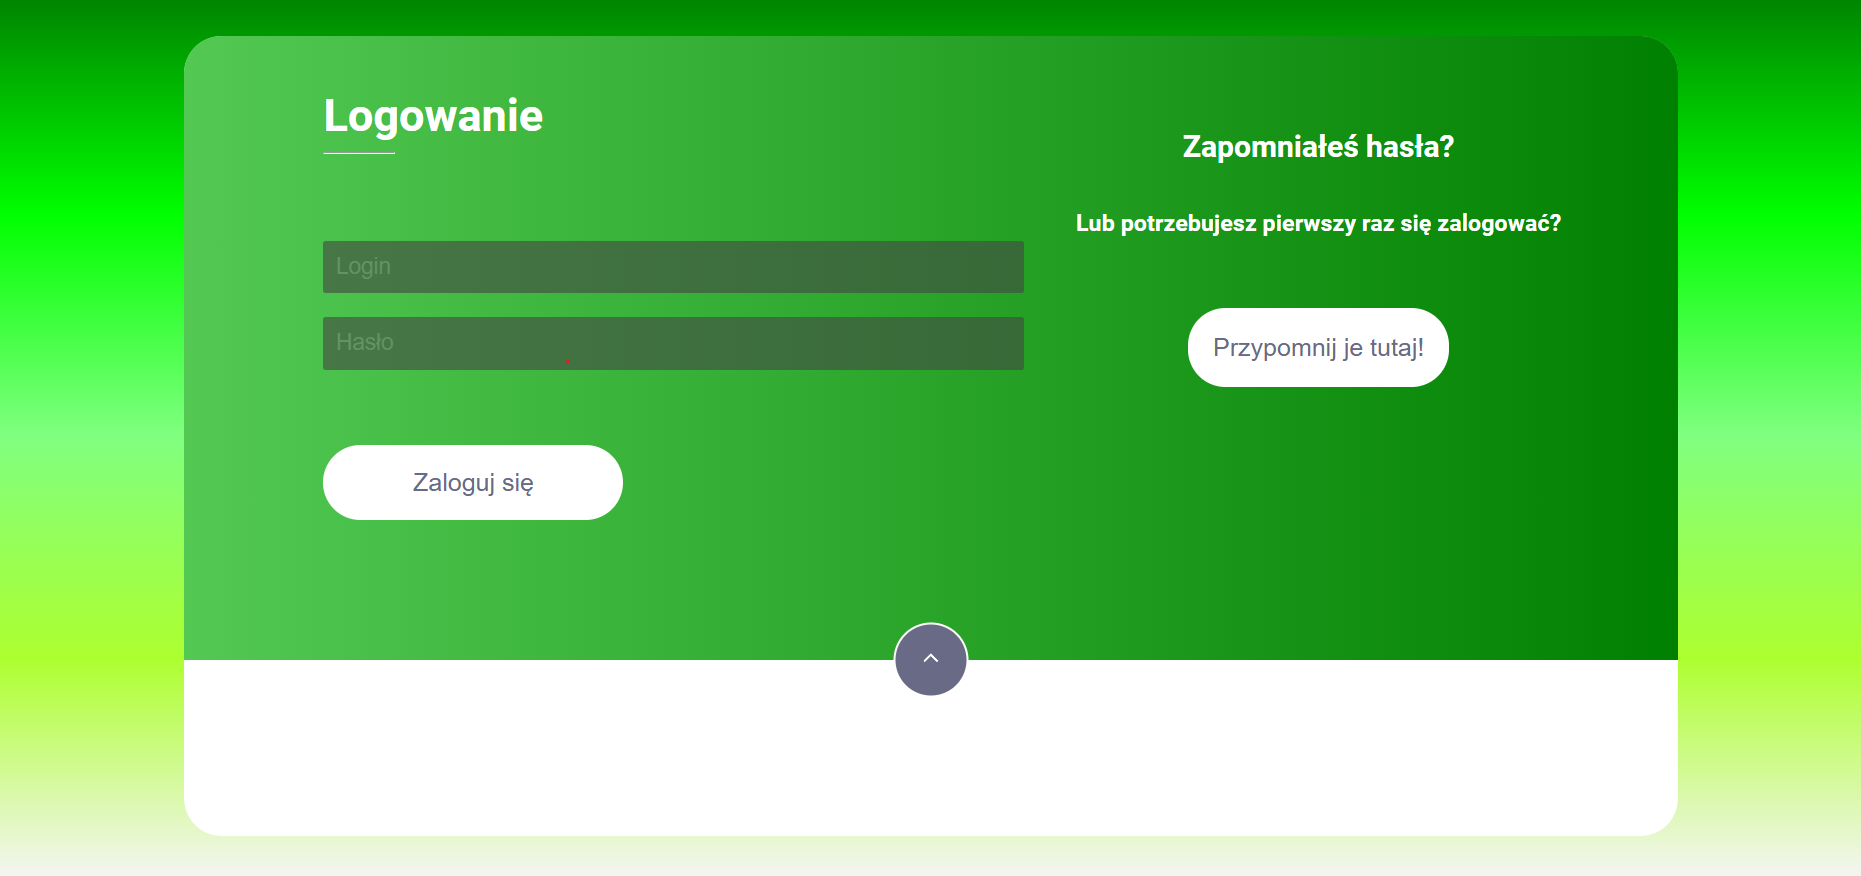 Logowanie
Login
Hasło
Zaloguj się
Zapomniałeś hasła?
Lub potrzebujesz pierwszy raz się zalogować?
Przypomnij je tutaj!